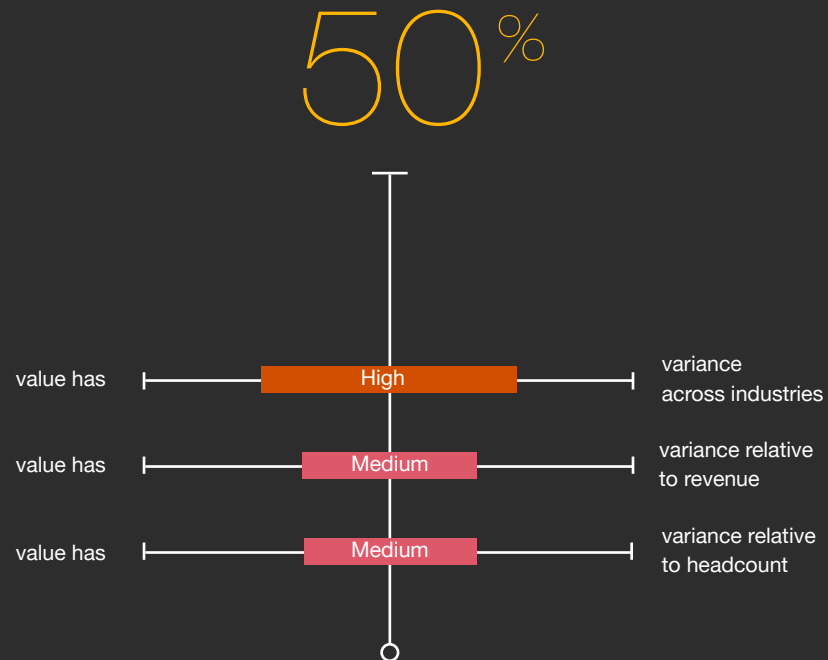 50%
value has High variance
across industries
value has Medium variance relative
to revenue
value has Medium variance relative
to headcount